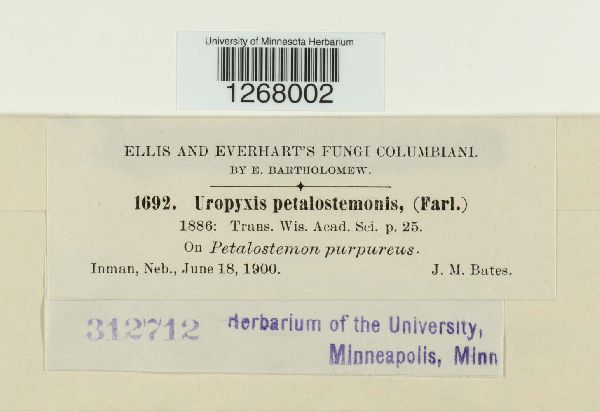 University of Minnesota Herbarium
1268002
ELLIS AND EVERHART'S FUNGI COLUMBIANI.
BY E. BARTHOLOMEW.
1692. Uropyxis petalostemonis, (Farl.)
1886: Trans. Wis. Acad. Sci. p. 25.
On Petalostemon purpureus.
Inman, Neb., June 18, 1900. J. M. Bates.
312712 Herbarium of the University,
Minneapolis, Minn